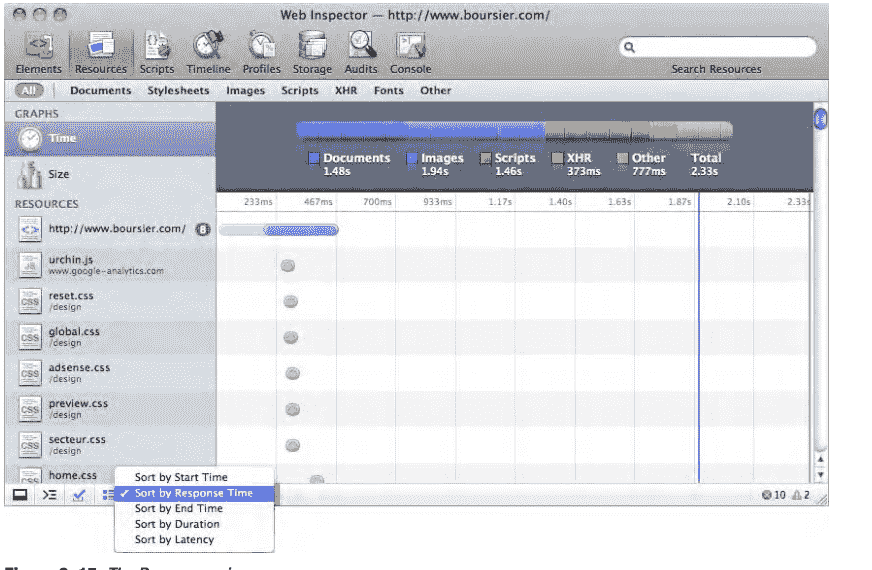 Web Inspector — http://www.boursier.com/
Elements Resources Scripts Timeline Profiles Storage Audits Console
Search Resources
All Documents Stylesheets Images Scripts XHR Fonts Other
GRAPHS
Time
Size
Documents Images Scripts XHR Other Total
1.48s 1.94s 1.46s 373ms 777ms 2.33s
RESOURCES
233ms 467ms 700ms 933ms 1.17s 1.40s 1.63s 1.87s 2.10s 2.33s
http://www.boursier.com/
urchin.js
www.google-analytics.com
reset.css
/design
global.css
/design
adsense.css
/design
preview.css
/design
secteur.css
/design
home.css
Sort by Start Time
✓ Sort by Response Time
Sort by End Time
Sort by Duration
Sort by Latency
10 2